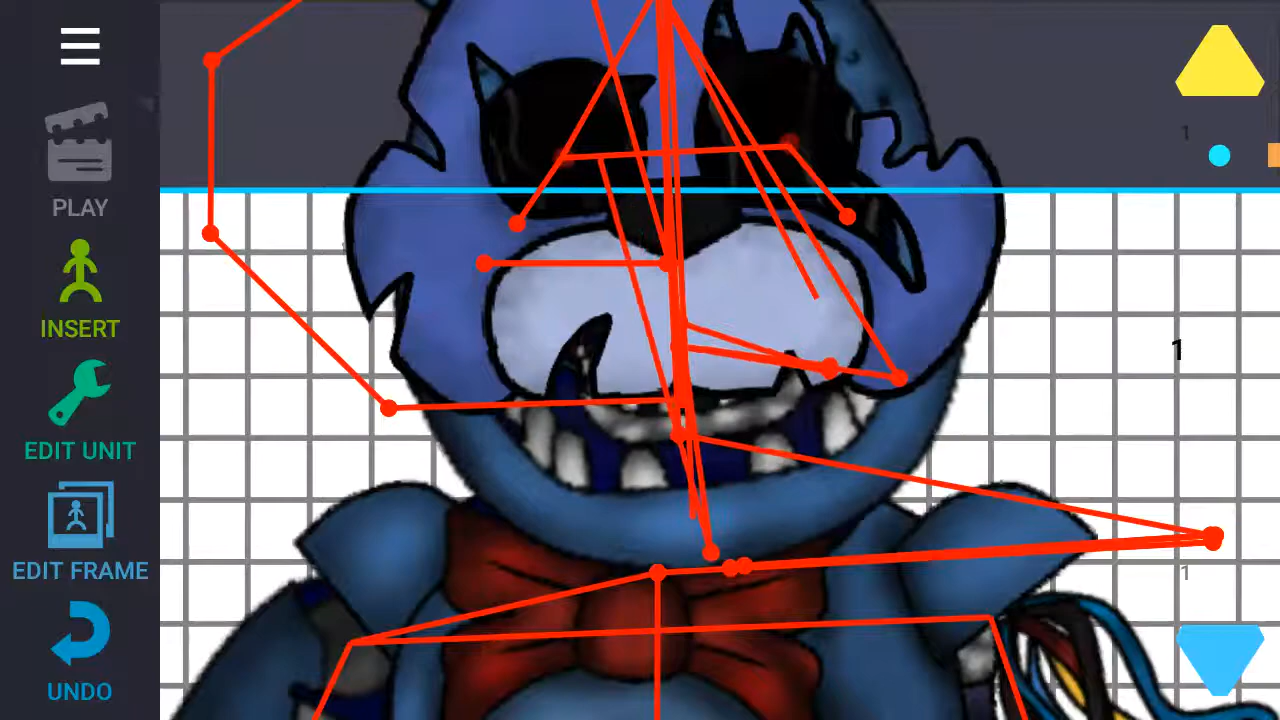 PLAY
INSERT
EDIT UNIT
EDIT FRAME
UNDO
1
1
1